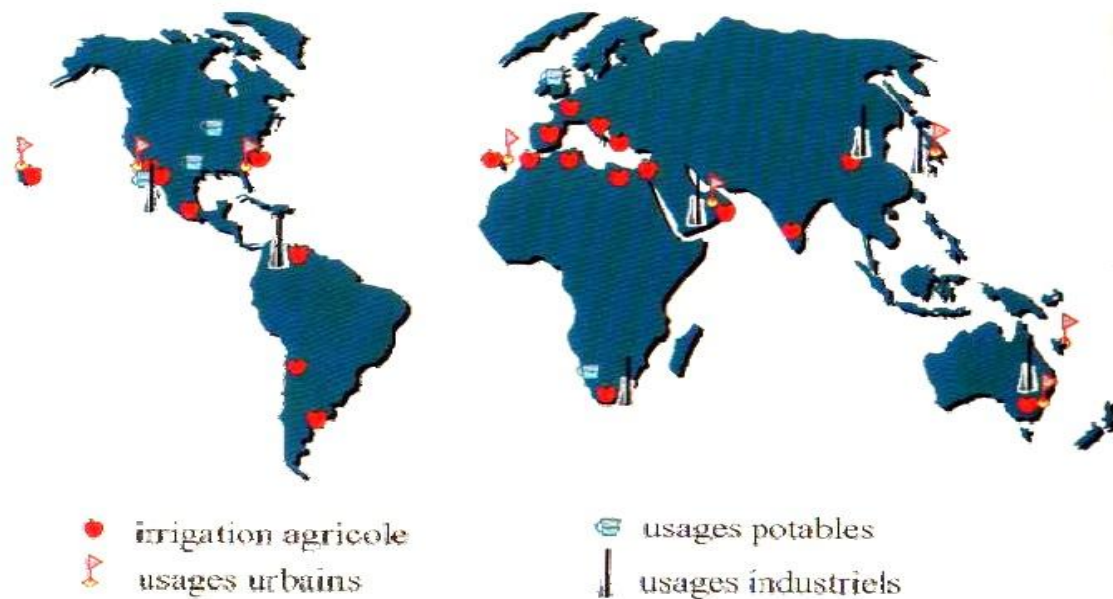 irrigation agricole
usages urbains
usages potables
usages industriels